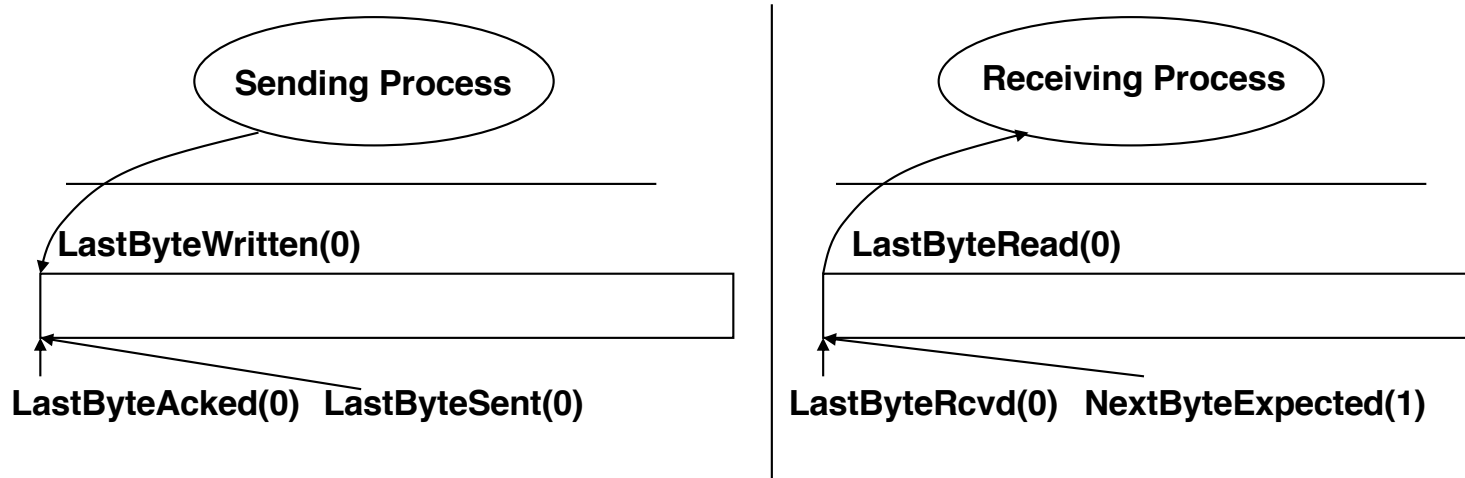 Sending Process
LastByteWritten(0)
LastByteAcked(0) LastByteSent(0)
Receiving Process
LastByteRead(0)
LastByteRcvd(0) NextByteExpected(1)